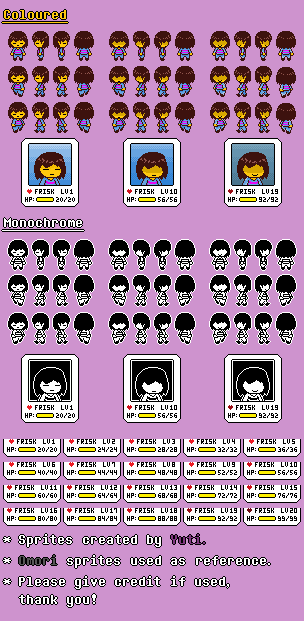 Coloured
FRISK LV1 FRISK LV10 FRISK LV19
HP: 20/20 HP: 56/56 HP: 92/92
Monochrome
FRISK LV1 FRISK LV10 FRISK LV19
HP: 20/20 HP: 56/56 HP: 92/92
FRISK LV1 FRISK LV2 FRISK LV3 FRISK LV4 FRISK LV5
HP: 20/20 HP: 24/24 HP: 28/28 HP: 32/32 HP: 36/36
FRISK LV6 FRISK LV7 FRISK LV8 FRISK LV9 FRISK LV10
HP: 40/40 HP: 44/44 HP: 48/48 HP: 52/52 HP: 56/56
FRISK LV11 FRISK LV12 FRISK LV13 FRISK LV14 FRISK LV15
HP: 60/60 HP: 64/64 HP: 68/68 HP: 72/72 HP: 76/76
FRISK LV16 FRISK LV17 FRISK LV18 FRISK LV19 FRISK LV20
HP: 80/80 HP: 84/84 HP: 88/88 HP: 92/92 HP: 99/99
* Sprites created by Yuti.
* Omori sprites used as reference.
* Please give credit if used,
thank you!